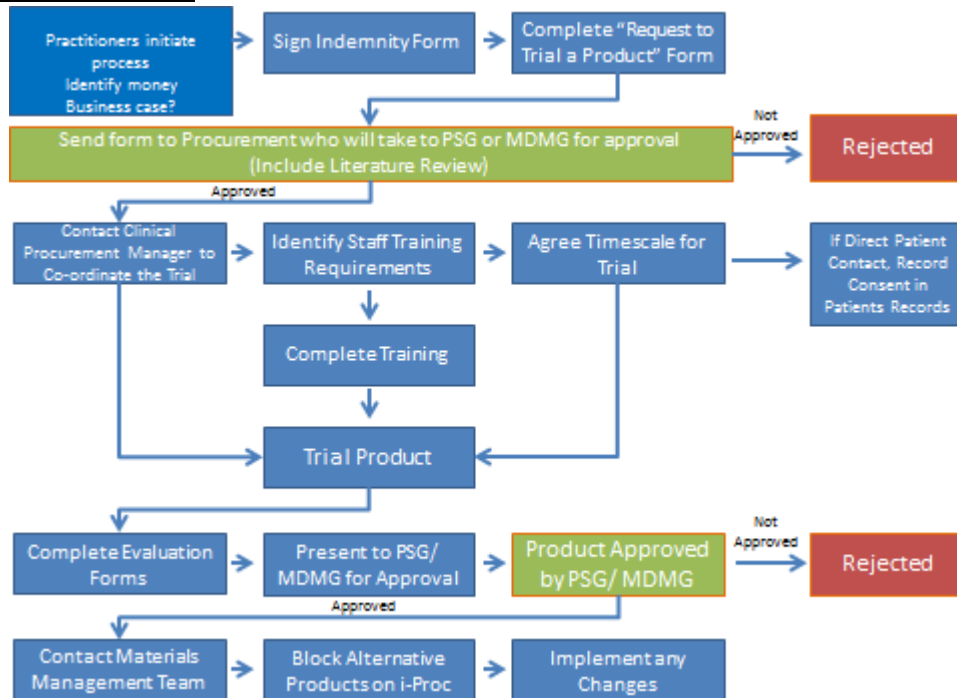 Practitioners initiate
process
Identify money
Business case?
Sign Indemnity Form
Complete “Request to
Trial a Product” Form
Send form to Procurement who will take to PSG or MDMG for approval
(Include Literature Review)
Not
Approved
Rejected
Approved
Contact Clinical
Procurement Manager to
Co-ordinate the Trial
Identify Staff Training
Requirements
Agree Timescale for
Trial
If Direct Patient
Contact, Record
Consent in
Patients Records
Complete Training
Trial Product
Complete Evaluation
Forms
Present to PSG/
MDMG for Approval
Product Approved
by PSG/ MDMG
Not
Approved
Rejected
Approved
Contact Materials
Management Team
Block Alternative
Products on i-Proc
Implement any
Changes